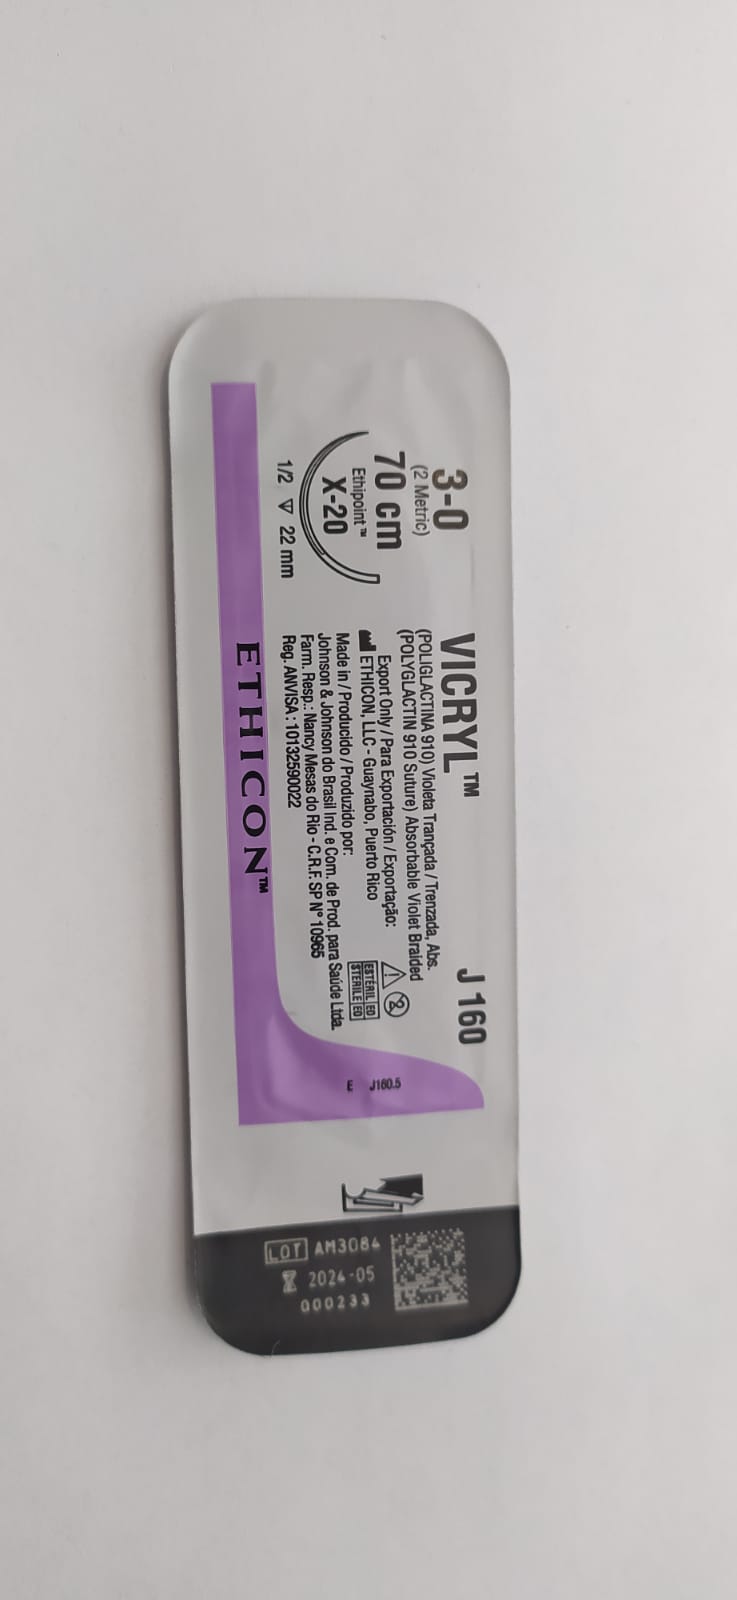 3-0
(2 Metric)
70 cm
Ethipoint™
X-20
1/2 ▽ 22 mm
VICRYL™ J 160
(POLIGLACTINA 910) Violeta Trançada / Trenzada, Abs.
(POLYGLACTIN 910 Suture) Absorbable Violet Braided
Export Only / Para Exportación / Exportação:
ETHICON, LLC - Guaynabo, Puerto Rico
Made in / Producido / Produzido por:
Johnson & Johnson do Brasil Ind. e Com. de Prod. para Saúde Ltda.
Farm. Resp.: Nancy Mesas do Rio - C.R.F. SP Nº 10965
Reg. ANVISA: 10132590022
2
ESTÉRIL EO
STERILE EO
ETHICON™
J160.5
E
LOT AM3084
2024-05
000233